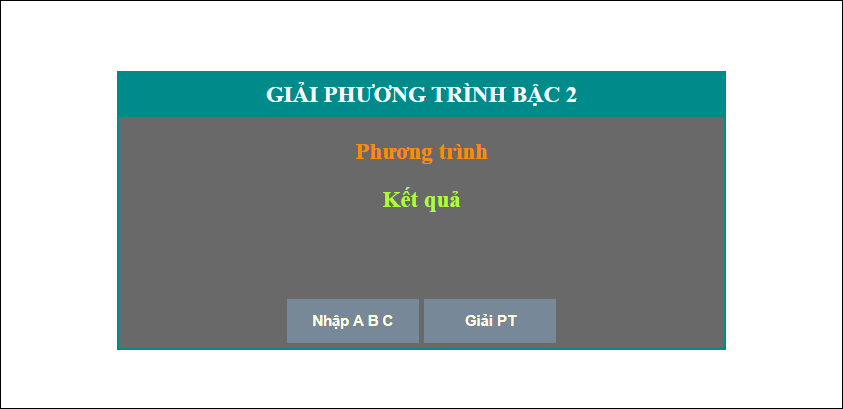 GIẢI PHƯƠNG TRÌNH BẬC 2
Phương trình
Kết quả
Nhập A B C
Giải PT